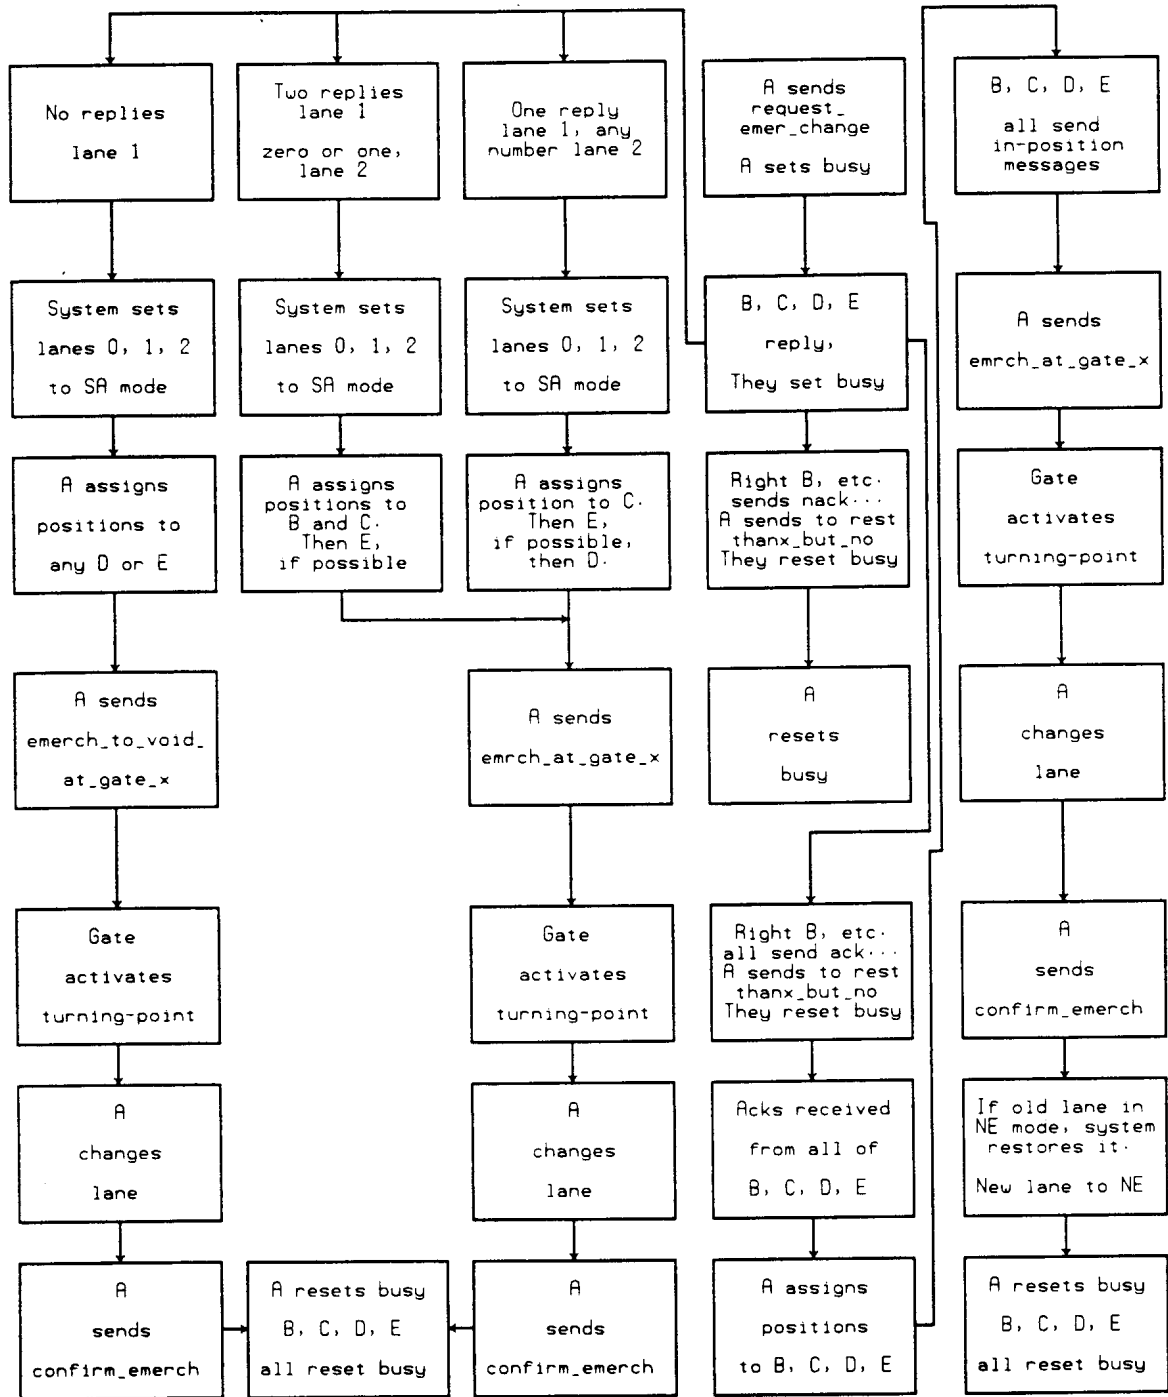 No replies
lane 1
Two replies
lane 1
zero or one,
lane 2
One reply
lane 1, any
number lane 2
A sends
request_
emer_change
A sets busy
B, C, D, E
all send
in-position
messages
System sets
lanes 0, 1, 2
to SA mode
System sets
lanes 0, 1, 2
to SA mode
System sets
lanes 0, 1, 2
to SA mode
B, C, D, E
reply,
They set busy
A sends
emrch_at_gate_x
A assigns
positions to
any D or E
A assigns
positions to
B and C.
Then E,
if possible
A assigns
position to C.
Then E,
if possible,
then D.
Right B, etc.
sends nack...
A sends to rest
thanx_but_no
They reset busy
Gate
activates
turning-point
A sends
emerch_to_void_
at_gate_x
A sends
emrch_at_gate_x
A
resets
busy
A
changes
lane
Gate
activates
turning-point
Gate
activates
turning-point
Right B, etc.
all send ack...
A sends to rest
thanx_but_no
They reset busy
A
sends
confirm_emerch
A
changes
lane
A
changes
lane
Acks received
from all of
B, C, D, E
If old lane in
NE mode, system
restores it.
New lane to NE
A
sends
confirm_emerch
A resets busy
B, C, D, E
all reset busy
A
sends
confirm_emerch
A assigns
positions
to B, C, D, E
A resets busy
B, C, D, E
all reset busy